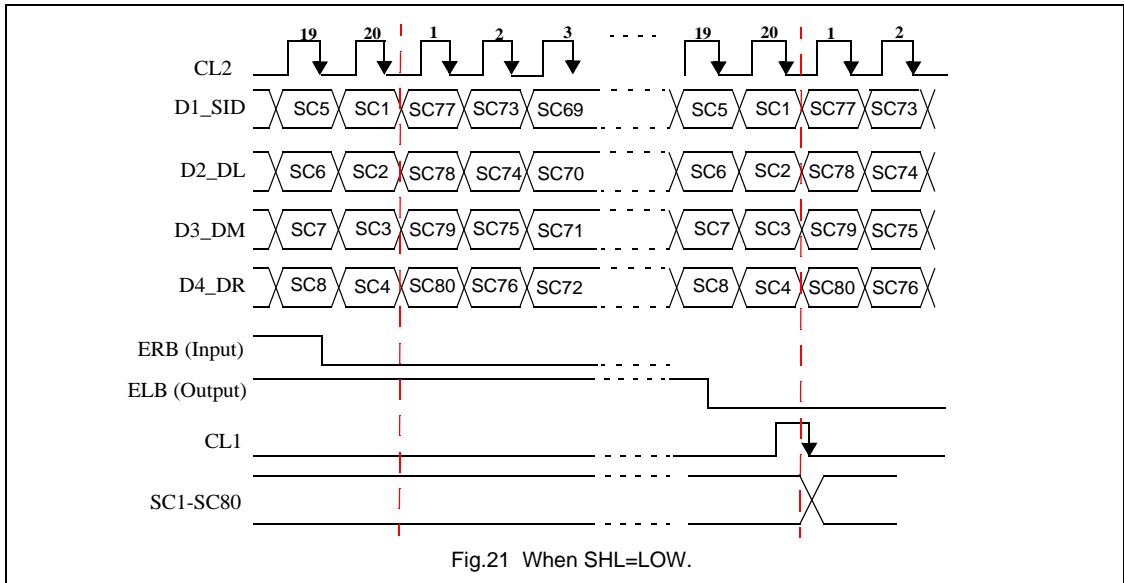 19 20 1 2 3 19 20 1 2
CL2
D1_SID SC5 SC1 SC77 SC73 SC69 SC5 SC1 SC77 SC73
D2_DL SC6 SC2 SC78 SC74 SC70 SC6 SC2 SC78 SC74
D3_DM SC7 SC3 SC79 SC75 SC71 SC7 SC3 SC79 SC75
D4_DR SC8 SC4 SC80 SC76 SC72 SC8 SC4 SC80 SC76
ERB (Input)
ELB (Output)
CL1
SC1-SC80
Fig.21 When SHL=LOW.